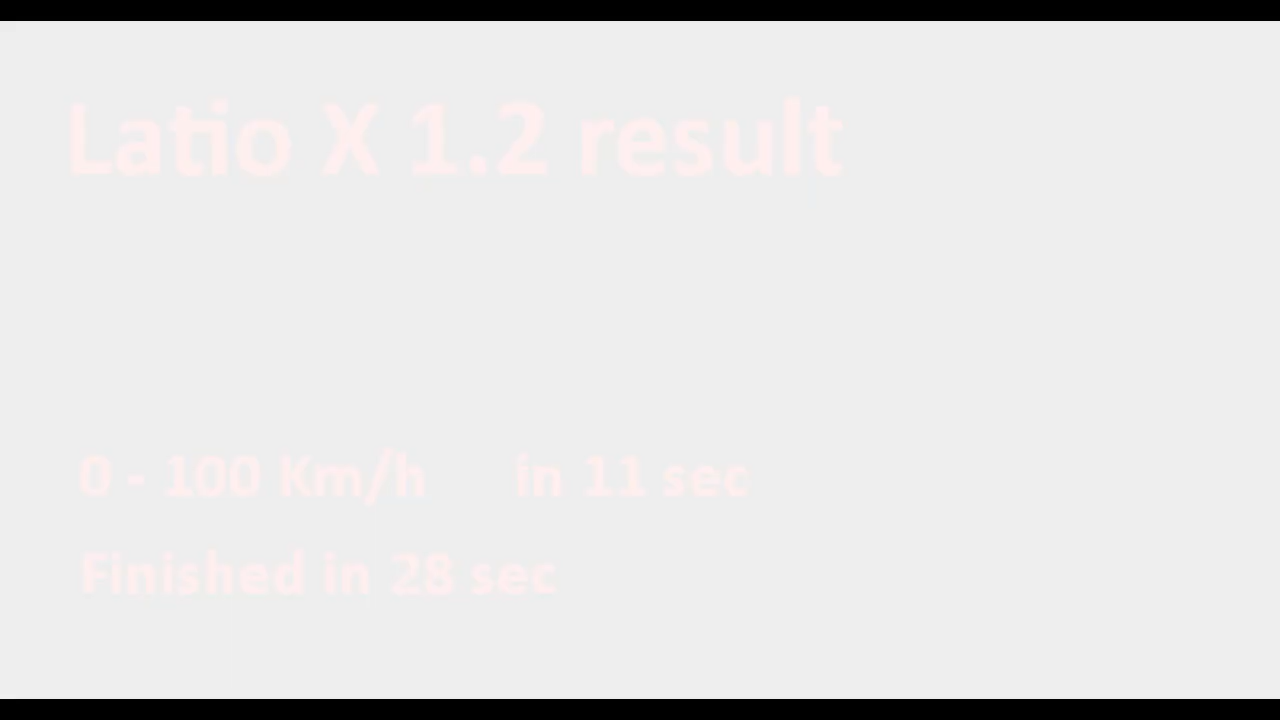 Latio X 1.2 result
0 - 100 Km/h in 11 sec
Finished in 28 sec